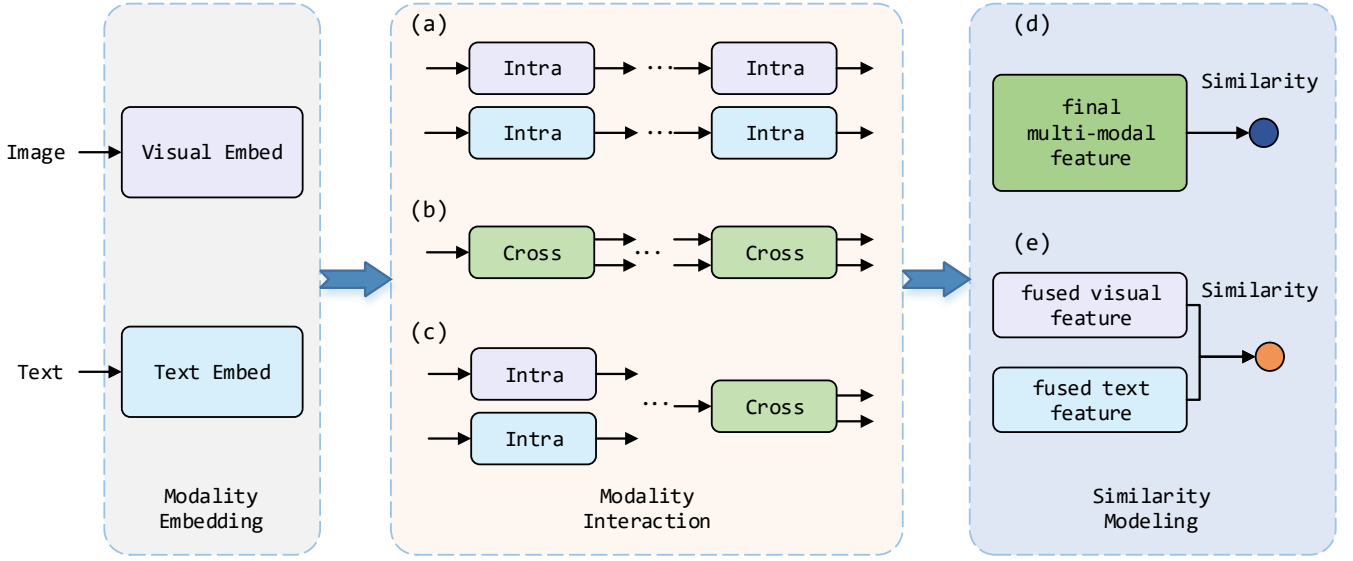 Image
Visual Embed
Text
Text Embed
Modality
Embedding
(a)
Intra
...
Intra
Intra
...
Intra
(b)
Cross
...
Cross
(c)
Intra
Intra
...
Cross
Modality
Interaction
(d)
final
multi-modal
feature
Similarity
(e)
fused visual
feature
fused text
feature
Similarity
Similarity
Modeling